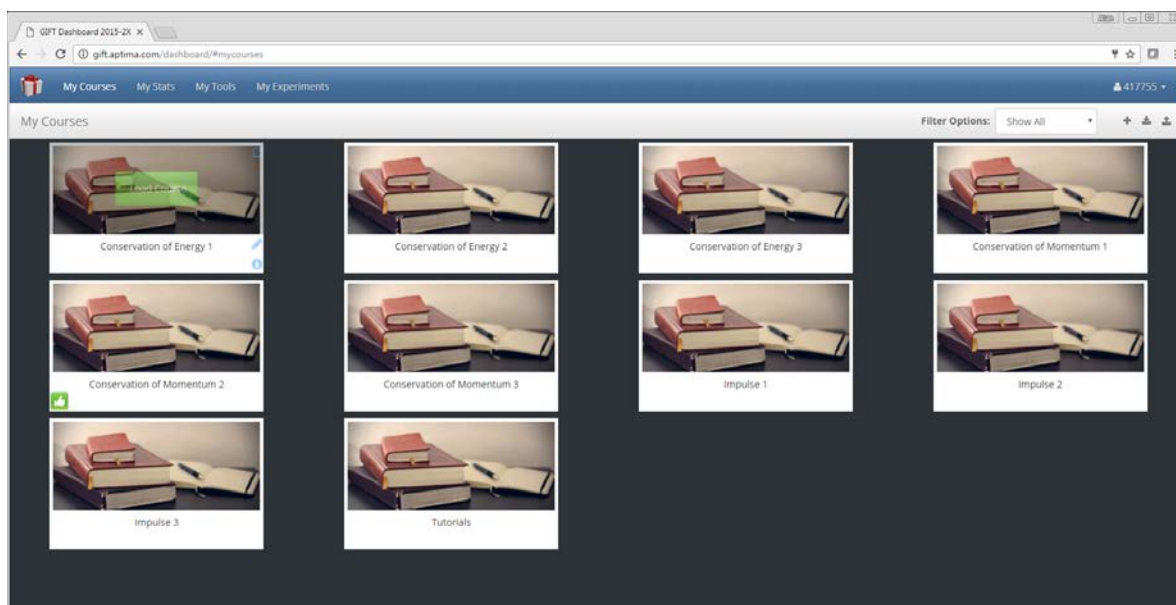 GIFT Dashboard 2015-2X
gift.aptima.com/dashboard/#mycourses
My Courses My Stats My Tools My Experiments 417755
My Courses Filter Options: Show All
Load Course
Conservation of Energy 1 Conservation of Energy 2 Conservation of Energy 3 Conservation of Momentum 1
Conservation of Momentum 2 Conservation of Momentum 3 Impulse 1 Impulse 2
Impulse 3 Tutorials